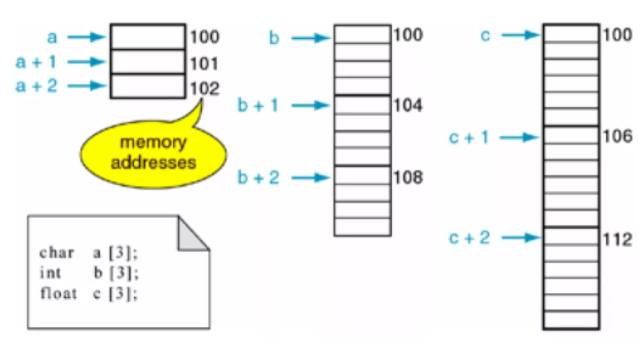 a 100
a + 1 101
a + 2 102
memory
addresses
char a [3];
int b [3];
float c [3];
b 100
b + 1 104
b + 2 108
c 100
c + 1 106
c + 2 112